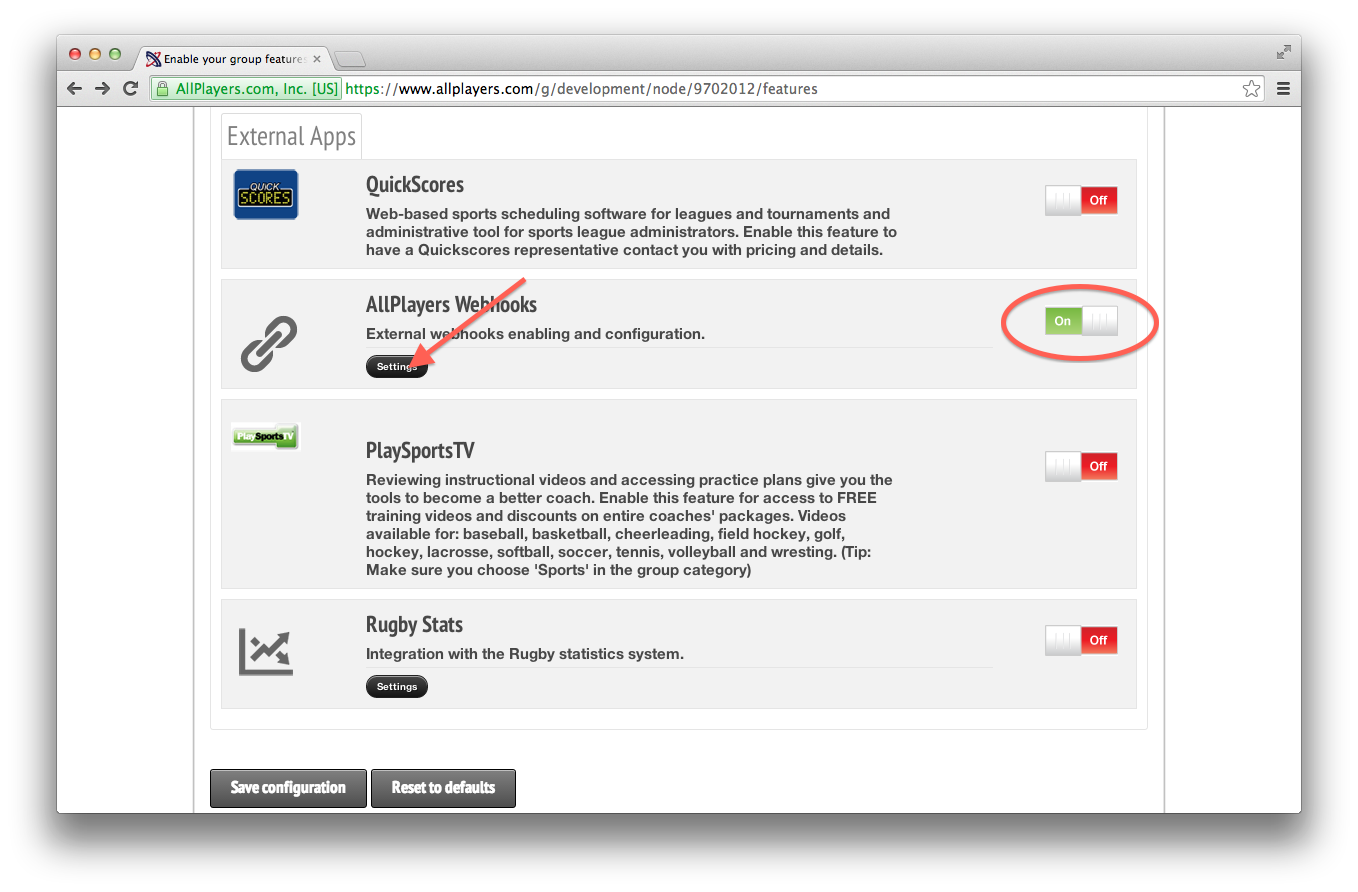 Enable your group features
AllPlayers.com, Inc. [US] https://www.allplayers.com/g/development/node/9702012/features
External Apps
QUICK
SCORES
QuickScores
Web-based sports scheduling software for leagues and tournaments and
administrative tool for sports league administrators. Enable this feature to
have a Quickscores representative contact you with pricing and details.
Off
AllPlayers Webhooks
External webhooks enabling and configuration.
On
Settings
PlaySportsTV
PlaySportsTV
Reviewing instructional videos and accessing practice plans give you the
tools to become a better coach. Enable this feature for access to FREE
training videos and discounts on entire coaches' packages. Videos
available for: baseball, basketball, cheerleading, field hockey, golf,
hockey, lacrosse, softball, soccer, tennis, volleyball and wresting. (Tip:
Make sure you choose 'Sports' in the group category)
Off
Rugby Stats
Integration with the Rugby statistics system.
Off
Settings
Save configuration
Reset to defaults